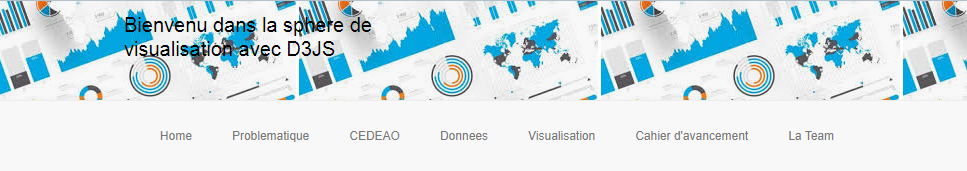 Bienvenu dans la sphere de
visualisation avec D3JS
Home Problematique CEDEAO Donnees Visualisation Cahier d'avancement La Team